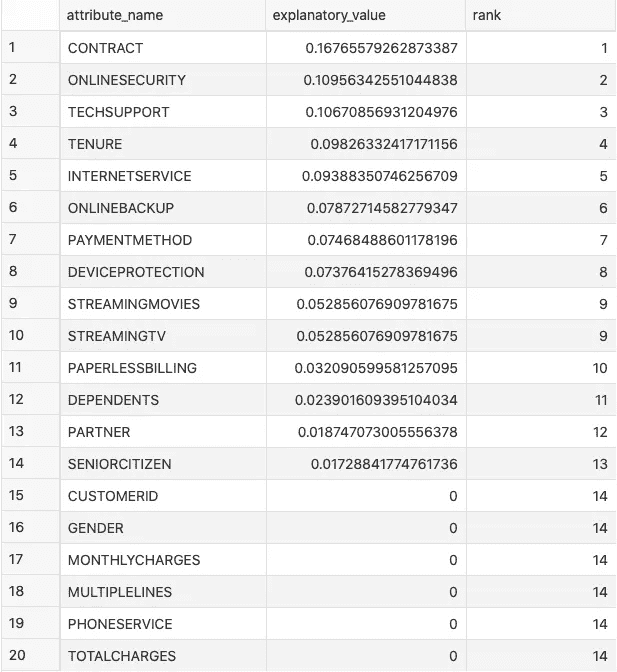 attribute_name explanatory_value rank
1 CONTRACT 0.16765579262873387 1
2 ONLINESECURITY 0.10956342551044838 2
3 TECHSUPPORT 0.10670856931204976 3
4 TENURE 0.09826332417171156 4
5 INTERNETSERVICE 0.09388350746256709 5
6 ONLINEBACKUP 0.07872714582779347 6
7 PAYMENTMETHOD 0.07468488601178196 7
8 DEVICEPROTECTION 0.07376415278369496 8
9 STREAMINGMOVIES 0.052856076909781675 9
10 STREAMINGTV 0.052856076909781675 9
11 PAPERLESSBILLING 0.032090599581257095 10
12 DEPENDENTS 0.023901609395104034 11
13 PARTNER 0.018747073005556378 12
14 SENIORCITIZEN 0.01728841774761736 13
15 CUSTOMERID 0 14
16 GENDER 0 14
17 MONTHLYCHARGES 0 14
18 MULTIPLELINES 0 14
19 PHONESERVICE 0 14
20 TOTALCHARGES 0 14